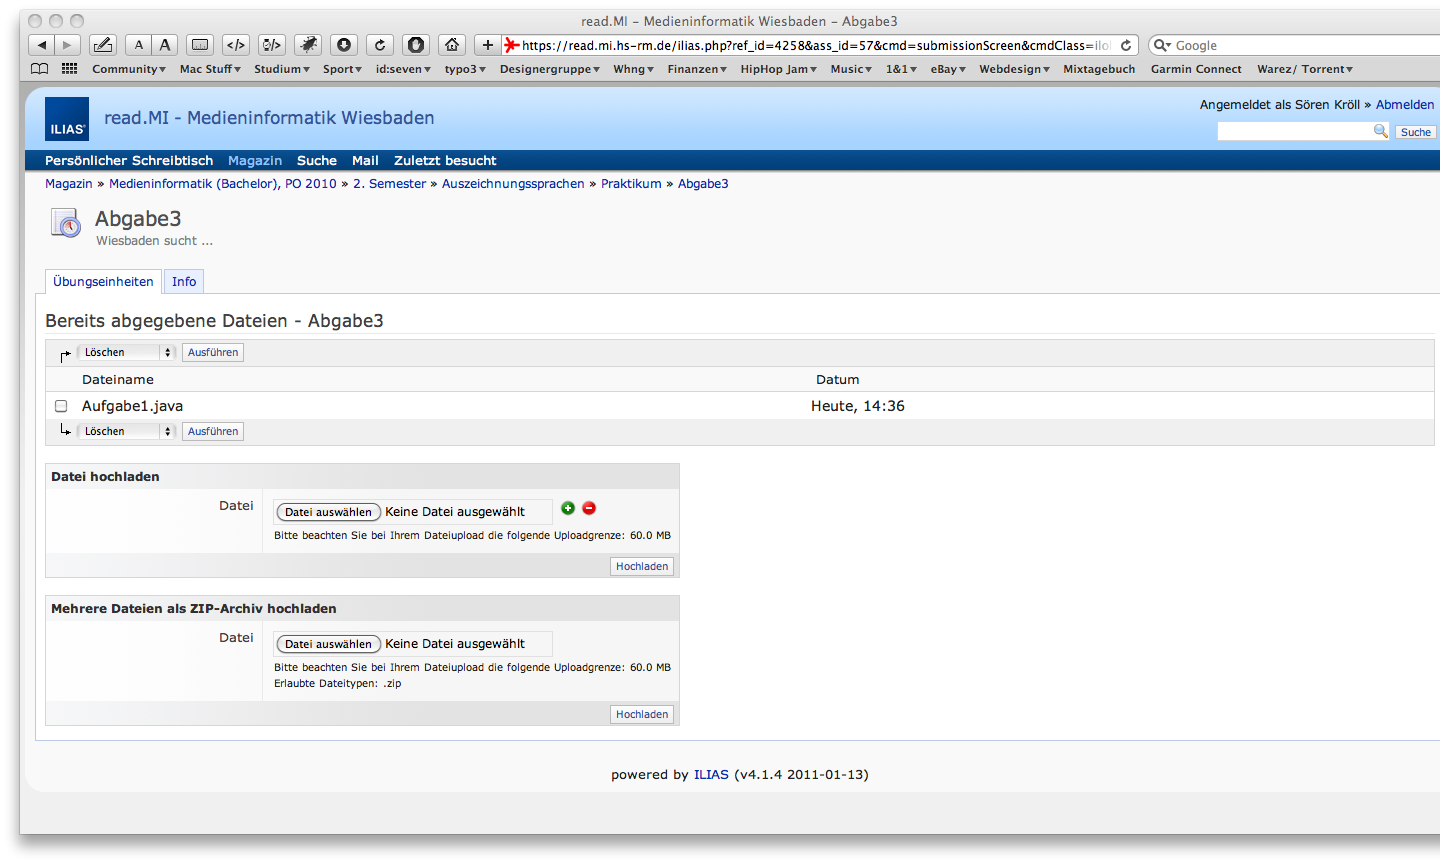 read.MI – Medieninformatik Wiesbaden – Abgabe3
A A </> https://read.mi.hs-rm.de/ilias.php?ref_id=4258&ass_id=57&cmd=submissionScreen&cmdClass=ilo Google
Community Mac Stuff Studium Sport id:seven typo3 Designergruppe Whng Finanzen HipHop Jam Music 1&1 eBay Webdesign Mixtagebuch Garmin Connect Warez/ Torrent
Angemeldet als Sören Kröll » Abmelden
ILIAS read.MI - Medieninformatik Wiesbaden
Suche
Persönlicher Schreibtisch Magazin Suche Mail Zuletzt besucht
Magazin » Medieninformatik (Bachelor), PO 2010 » 2. Semester » Auszeichnungssprachen » Praktikum » Abgabe3
Abgabe3
Wiesbaden sucht ...
Übungseinheiten Info
Bereits abgegebene Dateien - Abgabe3
Löschen Ausführen
Dateiname Datum
Aufgabe1.java Heute, 14:36
Löschen Ausführen
Datei hochladen
Datei Datei auswählen Keine Datei ausgewählt
Bitte beachten Sie bei Ihrem Dateiupload die folgende Uploadgrenze: 60.0 MB
Hochladen
Mehrere Dateien als ZIP-Archiv hochladen
Datei Datei auswählen Keine Datei ausgewählt
Bitte beachten Sie bei Ihrem Dateiupload die folgende Uploadgrenze: 60.0 MB
Erlaubte Dateitypen: .zip
Hochladen
powered by ILIAS (v4.1.4 2011-01-13)